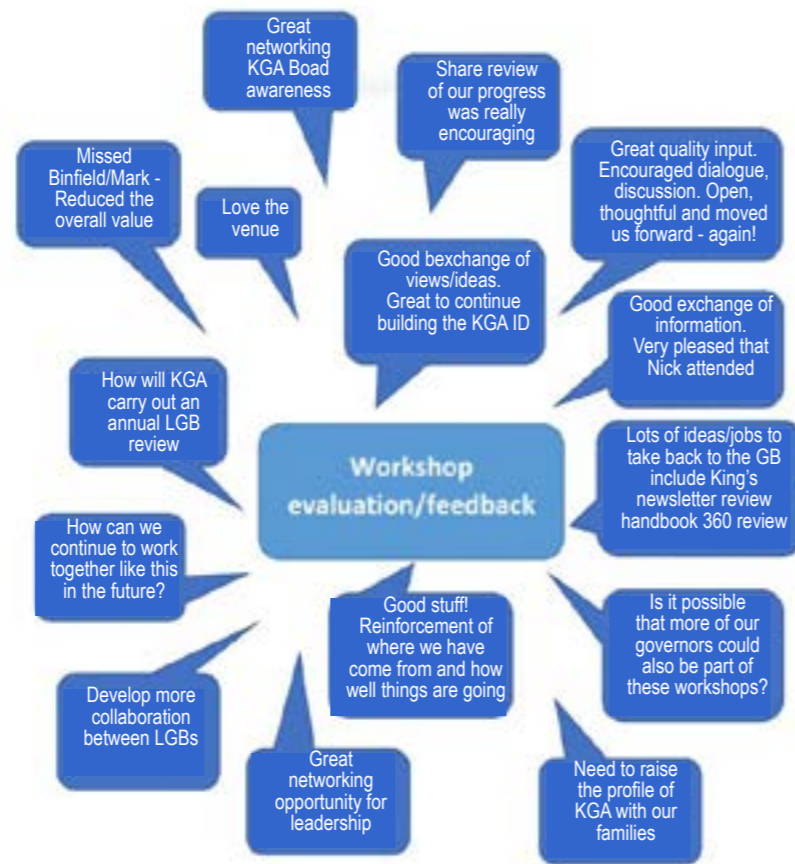 Great
networking
KGA Boad
awareness
Share review
of our progress
was really
encouraging
Missed
Binfield/Mark -
Reduced the
overall value
Love the
venue
Great quality input.
Encouraged dialogue,
discussion. Open,
thoughtful and moved
us forward - again!
Good bexchange of
views/ideas.
Great to continue
building the KGA ID
Good exchange of
information.
Very pleased that
Nick attended
How will KGA
carry out an
annual LGB
review
Workshop
evaluation/feedback
Lots of ideas/jobs to
take back to the GB
include King's
newsletter review
handbook 360 review
How can we
continue to work
together like this
in the future?
Good stuff!
Reinforcement of
where we have
come from and how
well things are going
Is it possible
that more of our
governors could
also be part of
these workshops?
Develop more
collaboration
between LGBs
Great
networking
opportunity for
leadership
Need to raise
the profile of
KGA with our
families